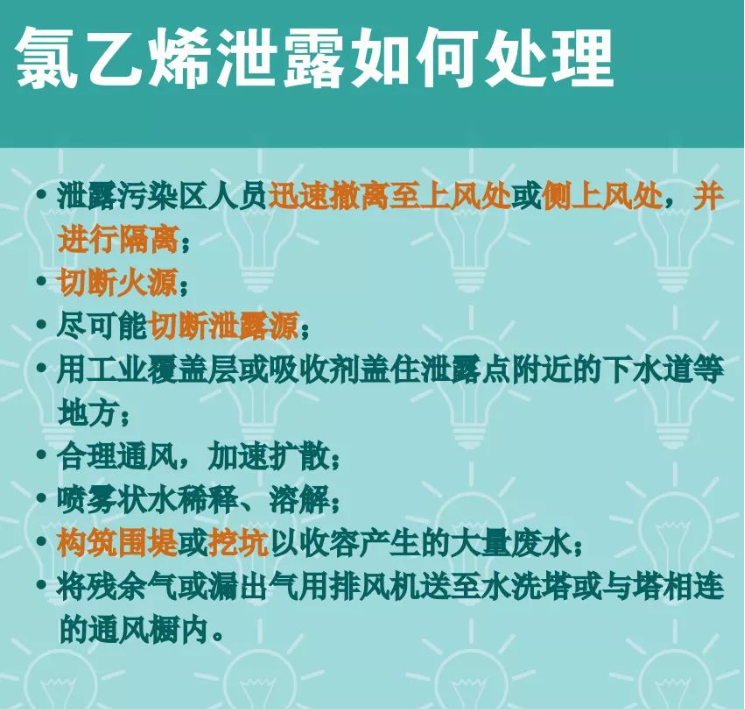 氯乙烯泄露如何处理
•泄露污染区人员迅速撤离至上风处或侧上风处，并
进行隔离；
•切断火源；
•尽可能切断泄露源；
•用工业覆盖层或吸收剂盖住泄露点附近的下水道等
地方；
•合理通风，加速扩散；
•喷雾状水稀释、溶解；
•构筑围堤或挖坑以收容产生的大量废水；
•将残余气或漏出气用排风机送至水洗塔或与塔相连
的通风橱内。